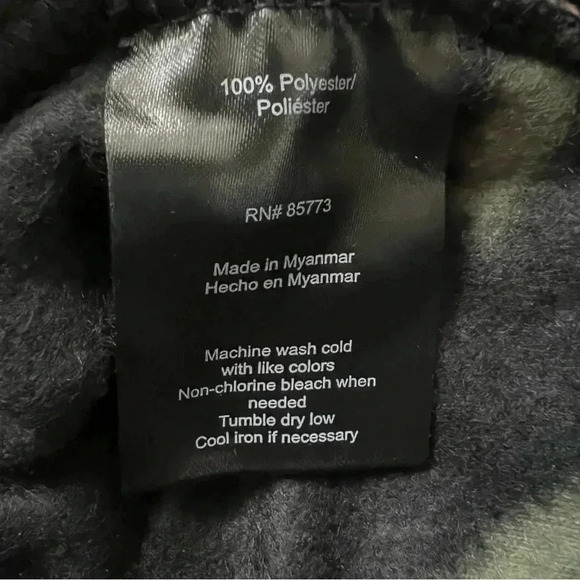 100% Polyester/
Poliéster
RN# 85773
Made in Myanmar
Hecho en Myanmar
Machine wash cold
with like colors
Non-chlorine bleach when
needed
Tumble dry low
Cool iron if necessary